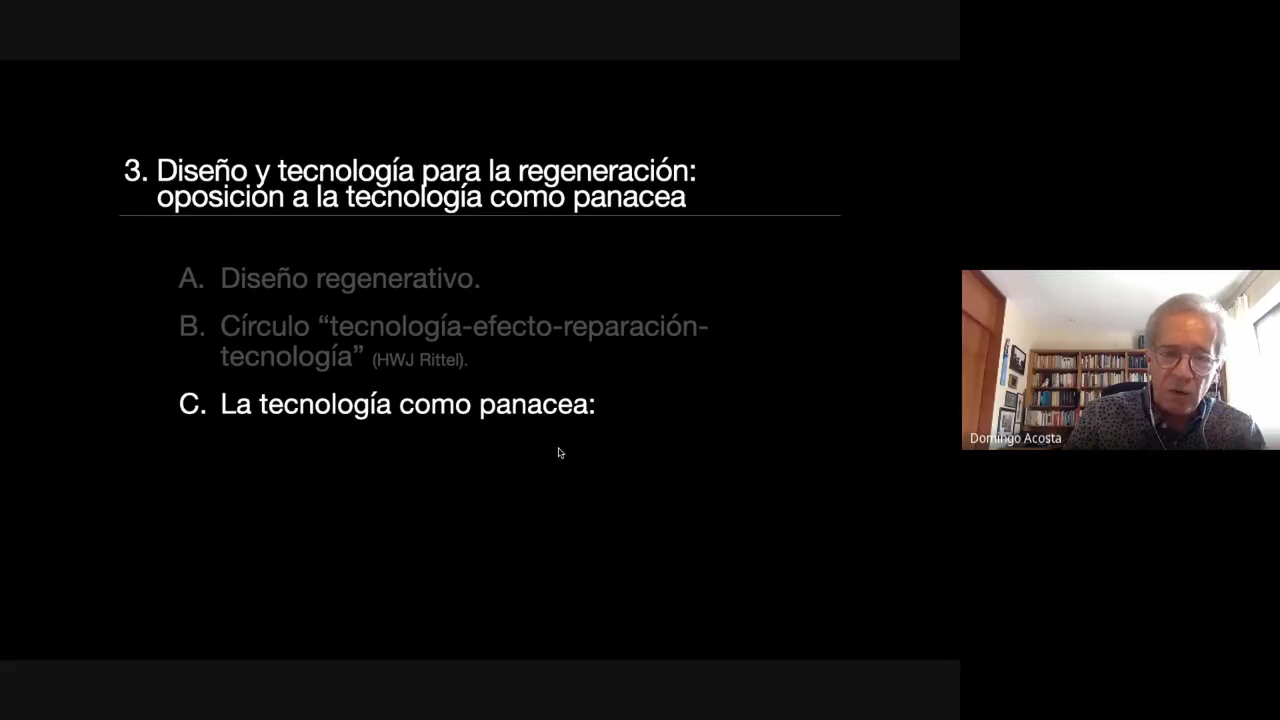 3. Diseño y tecnología para la regeneración:
oposición a la tecnología como panacea
A. Diseño regenerativo.
B. Círculo “tecnología-efecto-reparación-
tecnología” (HWJ Rittel).
C. La tecnología como panacea:
Domingo Acosta